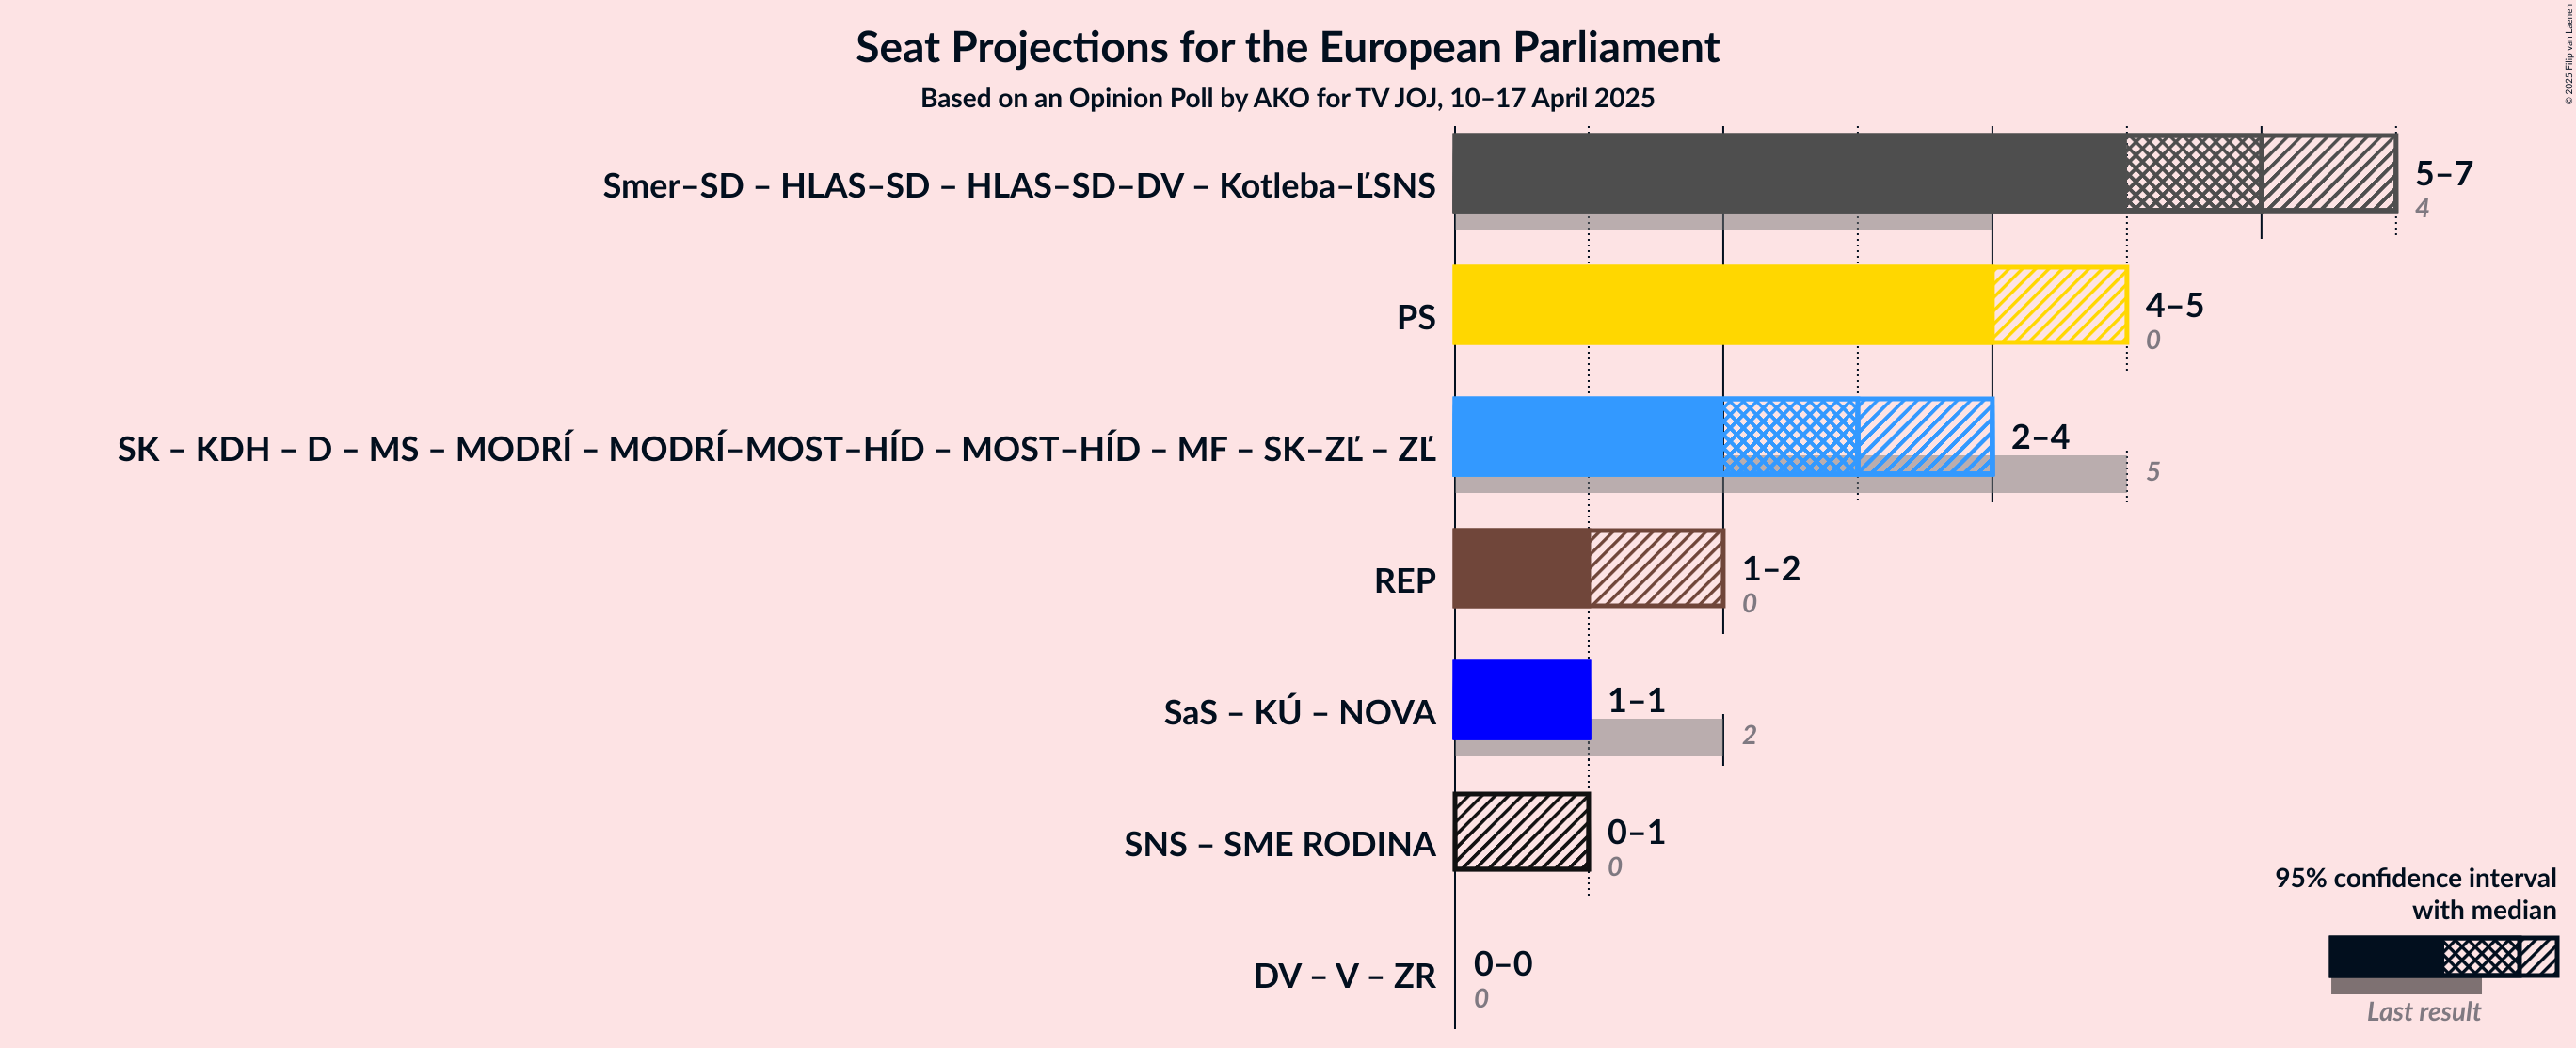 Seat Projections for the European Parliament
Based on an Opinion Poll by AKO for TV JOJ, 10–17 April 2025
© 2025 Filip van Laenen
Smer–SD – HLAS–SD – HLAS–SD–DV – Kotleba–ĽSNS
5–7
4
PS
4–5
0
SK – KDH – D – MS – MODRÍ – MODRÍ–MOST–HÍD – MOST–HÍD – MF – SK–ZĽ – ZĽ
2–4
5
REP
1–2
0
SaS – KÚ – NOVA
1–1
2
SNS – SME RODINA
0–1
0
DV – V – ZR
0–0
0
95% confidence interval
with median
Last result